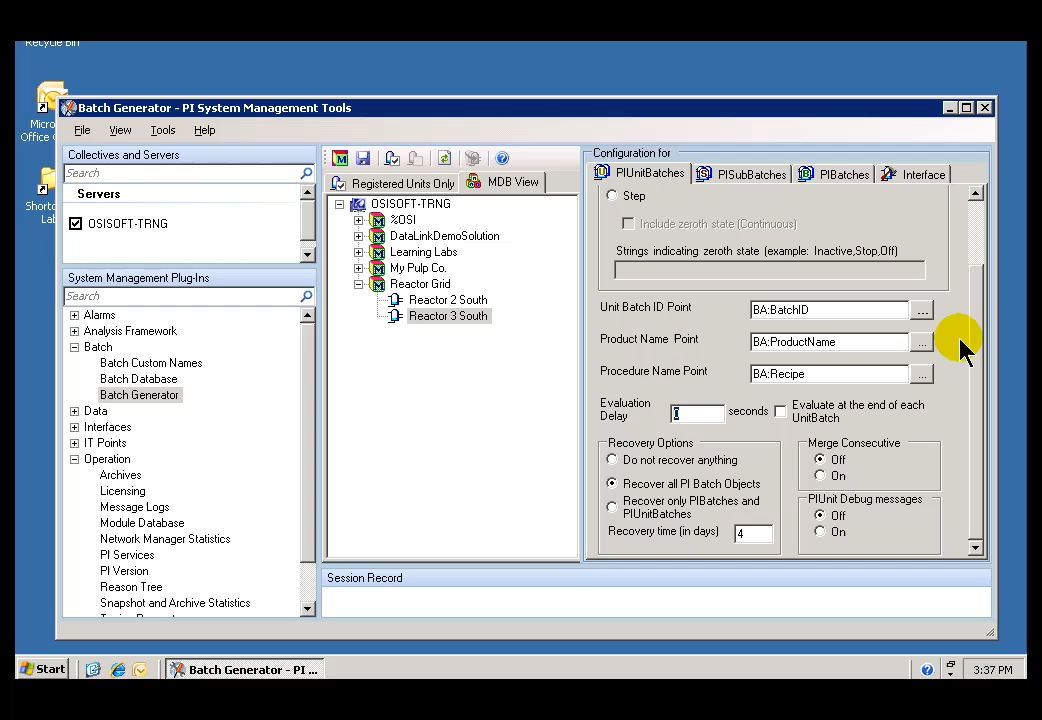 Recycle Bin
Micro
Office
Shortc
Lab
Batch Generator - PI System Management Tools
File View Tools Help
Collectives and Servers
Search
Servers
OSISOFT-TRNG
System Management Plug-Ins
Search
Alarms
Analysis Framework
Batch
Batch Custom Names
Batch Database
Batch Generator
Data
Interfaces
IT Points
Operation
Archives
Licensing
Message Logs
Module Database
Network Manager Statistics
PI Services
PI Version
Reason Tree
Snapshot and Archive Statistics
Registered Units Only MDB View
OSISOFT-TRNG
%OSI
DataLinkDemoSolution
Learning Labs
My Pulp Co.
Reactor Grid
Reactor 2 South
Reactor 3 South
Configuration for
PIUnitBatches PISubBatches PIBatches Interface
Step
Include zeroth state (Continuous)
Strings indicating zeroth state (example: Inactive,Stop,Off)
Unit Batch ID Point BA:BatchID ...
Product Name Point BA:ProductName ...
Procedure Name Point BA:Recipe ...
Evaluation
Delay
seconds
Evaluate at the end of each
UnitBatch
Recovery Options
Do not recover anything
Recover all PI Batch Objects
Recover only PIBatches and
PIUnitBatches
Recovery time (in days) 4
Merge Consecutive
Off
On
PIUnit Debug messages
Off
On
Session Record
Start
Batch Generator - PI ...
3:37 PM